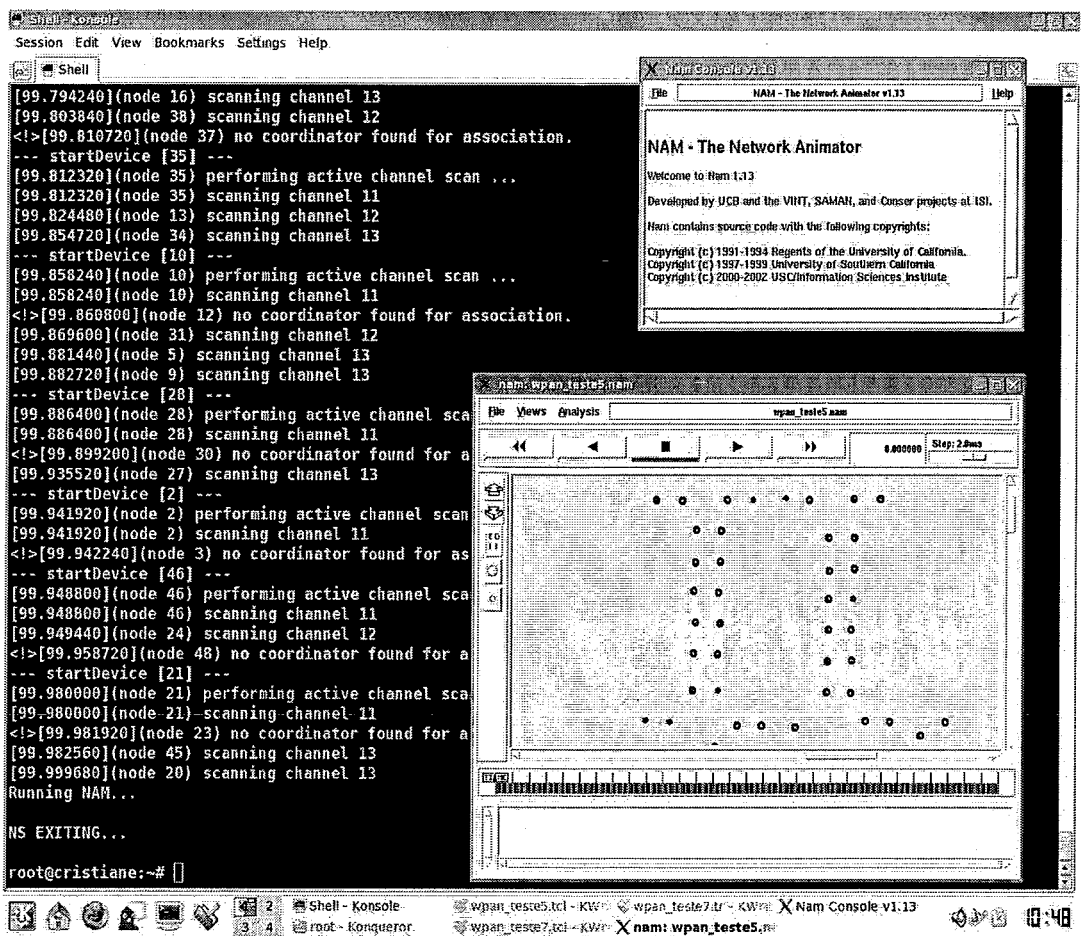 Shell - Konsole
Session Edit View Bookmarks Settings Help
Shell
[99.794240](node 16) scanning channel 13
[99.803840](node 38) scanning channel 12
<!>[99.810720](node 37) no coordinator found for association.
--- startDevice [35] ---
[99.812320](node 35) performing active channel scan ...
[99.812320](node 35) scanning channel 11
[99.824480](node 13) scanning channel 12
[99.854720](node 34) scanning channel 13
--- startDevice [10] ---
[99.858240](node 10) performing active channel scan ...
[99.858240](node 10) scanning channel 11
<!>[99.860800](node 12) no coordinator found for association.
[99.869600](node 31) scanning channel 12
[99.881440](node 5) scanning channel 13
[99.882720](node 9) scanning channel 13
--- startDevice [28] ---
[99.886400](node 28) performing active channel sca
[99.886400](node 28) scanning channel 11
<!>[99.899200](node 30) no coordinator found for a
[99.935520](node 27) scanning channel 13
--- startDevice [2] ---
[99.941920](node 2) performing active channel scan
[99.941920](node 2) scanning channel 11
<!>[99.942240](node 3) no coordinator found for as
--- startDevice [46] ---
[99.948800](node 46) performing active channel sca
[99.948800](node 46) scanning channel 11
[99.949440](node 24) scanning channel 12
<!>[99.958720](node 48) no coordinator found for a
--- startDevice [21] ---
[99.980000](node 21) performing active channel sca
[99.980000](node 21) scanning channel 11
<!>[99.981920](node 23) no coordinator found for a
[99.982560](node 45) scanning channel 13
[99.999680](node 20) scanning channel 13
Running NAM...
NS EXITING...
root@cristiane:~#
Nam Console v1.13
File NAM - The Network Animator v1.13 Help
NAM - The Network Animator
Welcome to Nam 1.13
Developed by UCB and the VINT, SAMAN, and Conser projects at ISI.
Nam contains source code with the following copyrights:
Copyright (c) 1991-1994 Regents of the University of California.
Copyright (c) 1997-1999 University of Southern California
Copyright (c) 2000-2002 USC/Information Sciences Institute
nam: wpan_teste5.nam
File Views Analysis wpan_teste5.nam
0.000000 Step: 2.0ms
TIME
2
3 4
Shell - Konsole
root - Konqueror
wpan_teste5.tcl - KWri
wpan_teste7.tcl - KWri
wpan_teste7.tr - KWri
nam: wpan_teste5.n
Nam Console v1.13
10:48